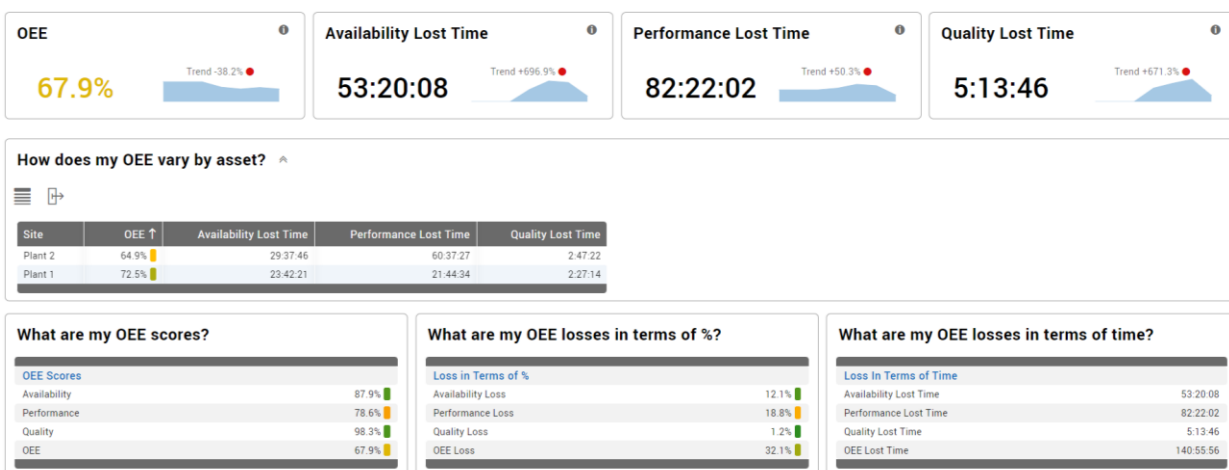 OEE
67.9%
Trend -38.2%
Availability Lost Time
53:20:08
Trend +696.9%
Performance Lost Time
82:22:02
Trend +50.3%
Quality Lost Time
5:13:46
Trend +671.3%
How does my OEE vary by asset?
Site OEE ↑ Availability Lost Time Performance Lost Time Quality Lost Time
Plant 2 64.9% 29:37:46 60:37:27 2:47:22
Plant 1 72.5% 23:42:21 21:44:34 2:27:14
What are my OEE scores?
OEE Scores
Availability 87.9%
Performance 78.6%
Quality 98.3%
OEE 67.9%
What are my OEE losses in terms of %?
Loss in Terms of %
Availability Loss 12.1%
Performance Loss 18.8%
Quality Loss 1.2%
OEE Loss 32.1%
What are my OEE losses in terms of time?
Loss In Terms of Time
Availability Lost Time 53:20:08
Performance Lost Time 82:22:02
Quality Lost Time 5:13:46
OEE Lost Time 140:55:56